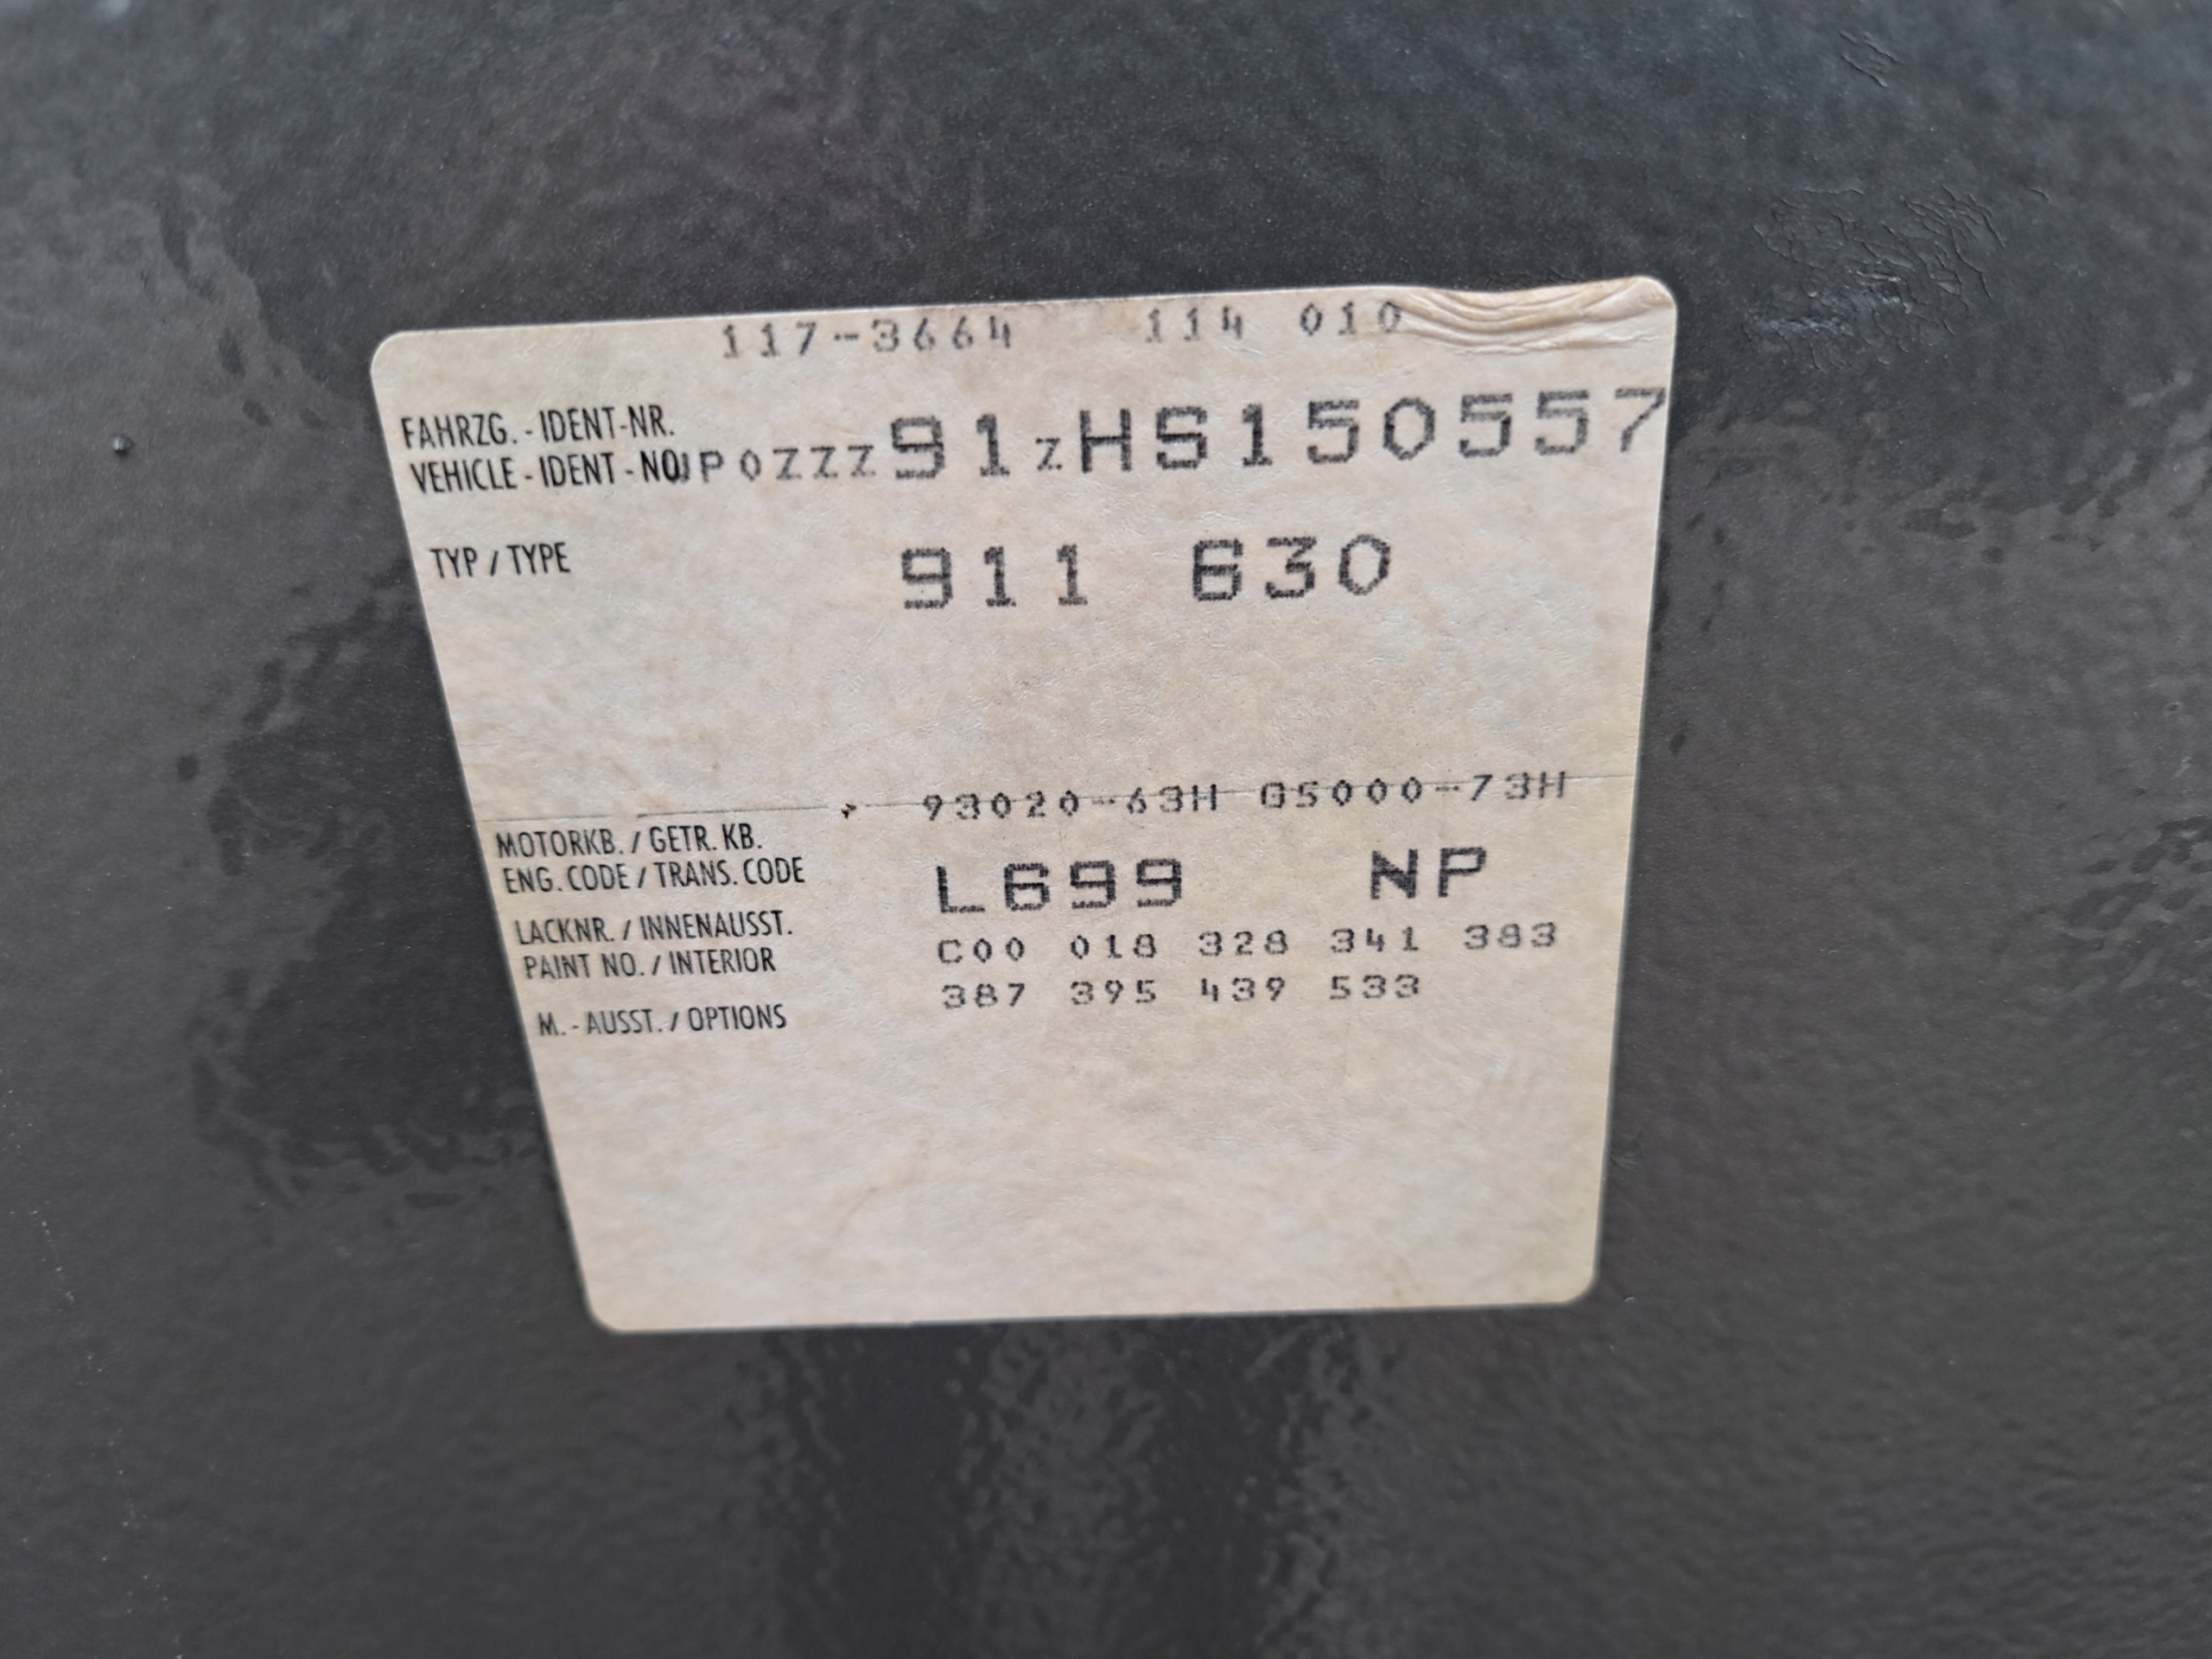 117-3664 114 010
FAHRZG. - IDENT-NR.
VEHICLE - IDENT - NO. WP0ZZZ91ZHS150557
TYP / TYPE 911 630
93020-63H G5000-73H
MOTORKB. / GETR. KB.
ENG. CODE / TRANS. CODE L699 NP
LACKNR. / INNENAUSST.
PAINT NO. / INTERIOR C00 018 328 341 383
387 395 439 533
M. - AUSST. / OPTIONS